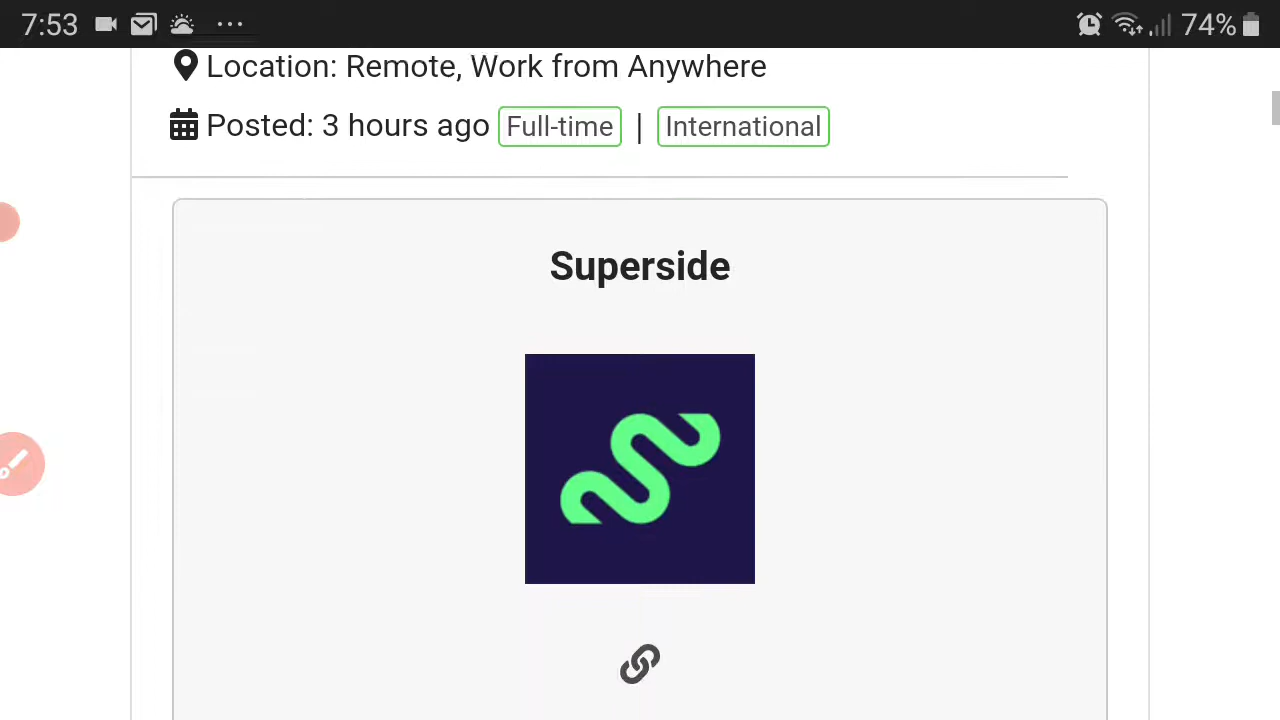 7:53 74%
Location: Remote, Work from Anywhere
Posted: 3 hours ago Full-time | International
Superside